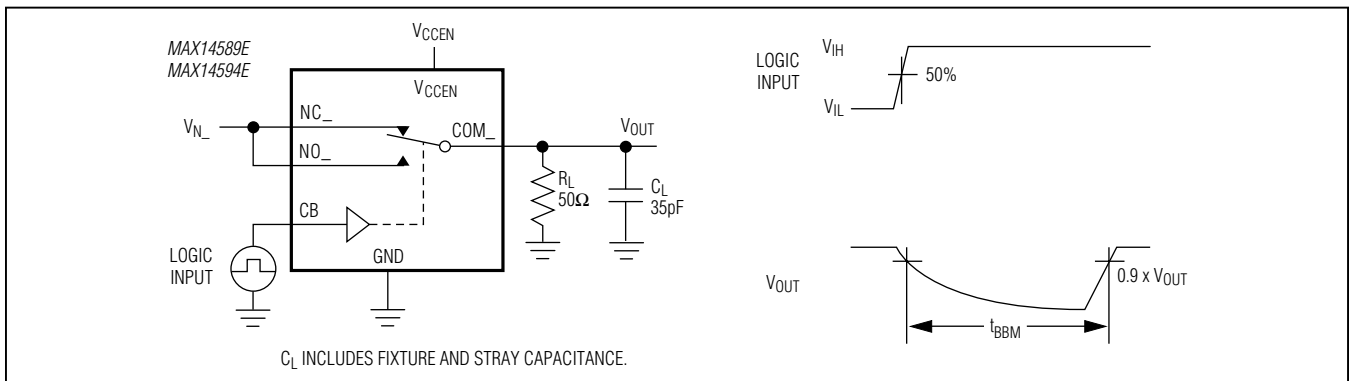 MAX14589E
MAX14594E
VCCEN
VCCEN
VN_
NC_
NO_
COM_
VOUT
RL
50Ω
CL
35pF
CB
LOGIC
INPUT
GND
CL INCLUDES FIXTURE AND STRAY CAPACITANCE.
LOGIC
INPUT
VIH
VIL
50%
VOUT
0.9 x VOUT
tBBM